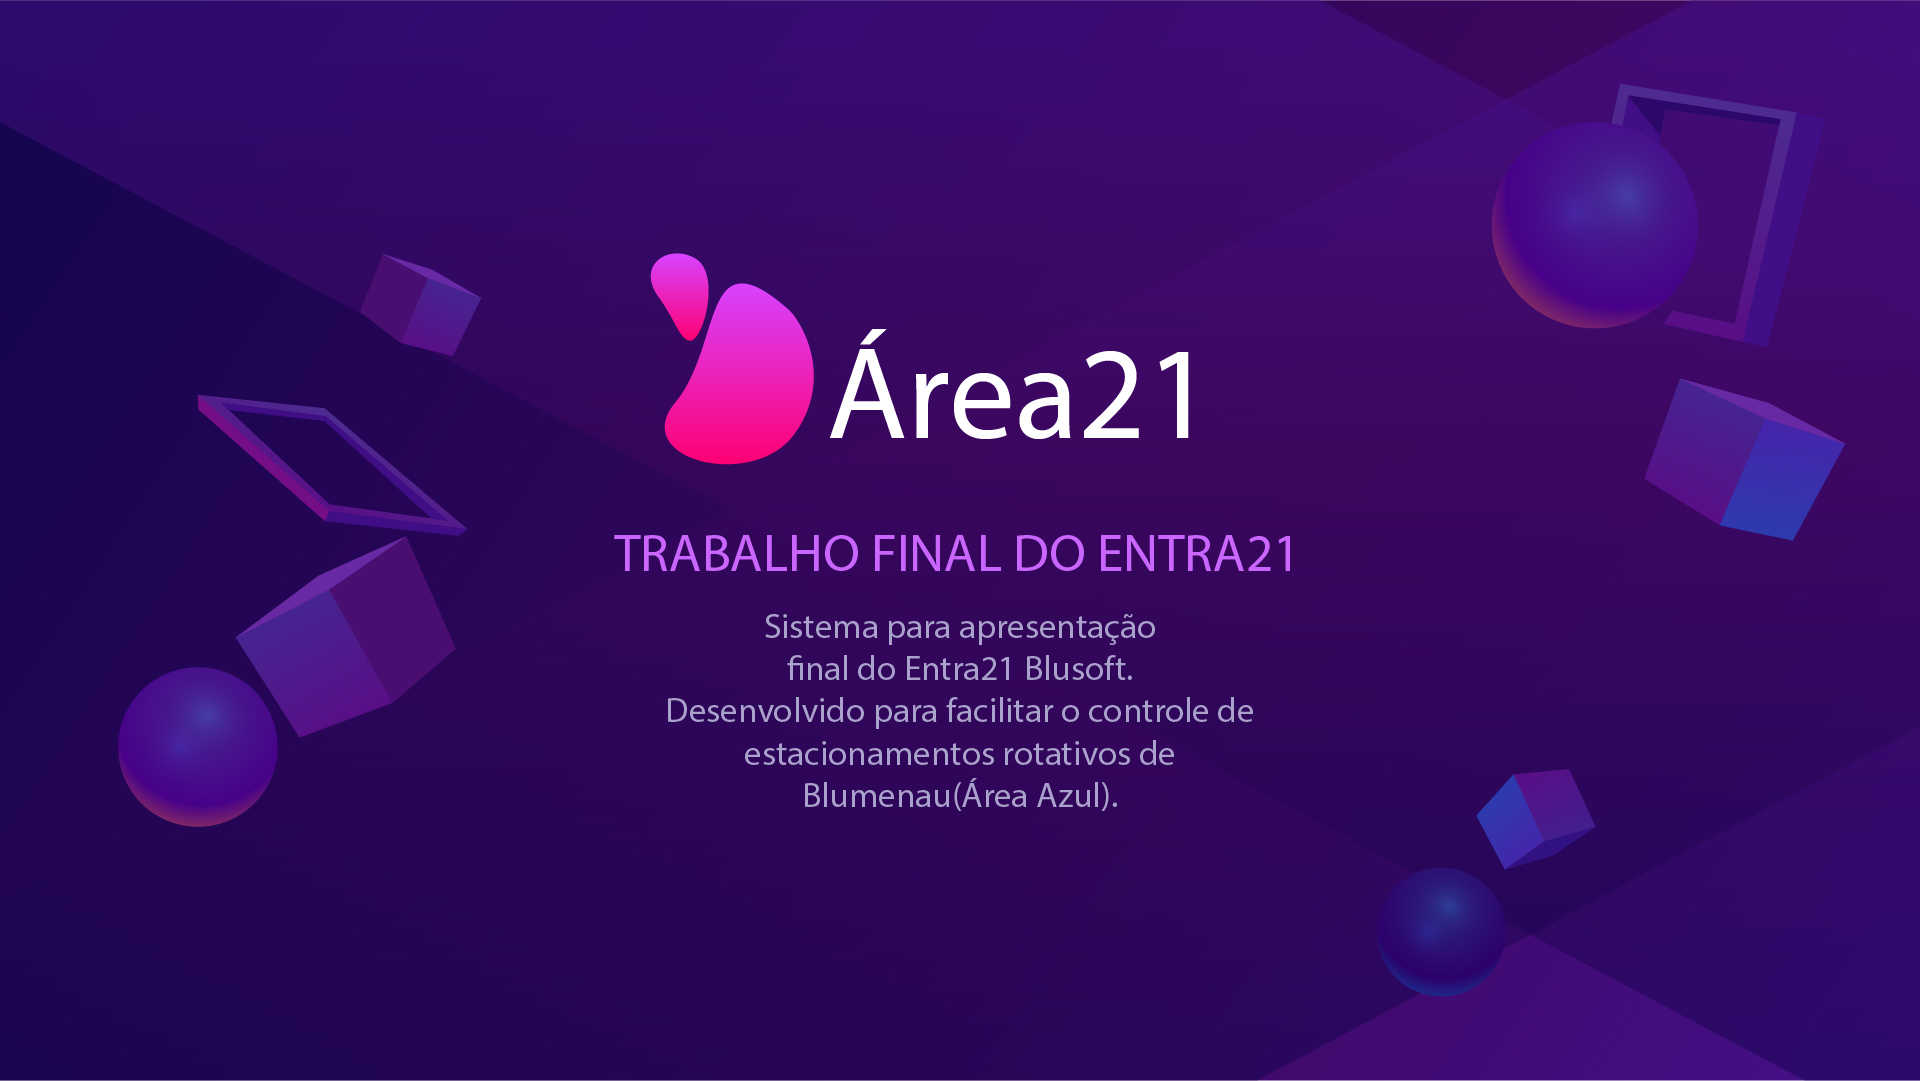 Área21
TRABALHO FINAL DO ENTRA21
Sistema para apresentação
final do Entra21 Blusoft.
Desenvolvido para facilitar o controle de
estacionamentos rotativos de
Blumenau(Área Azul).